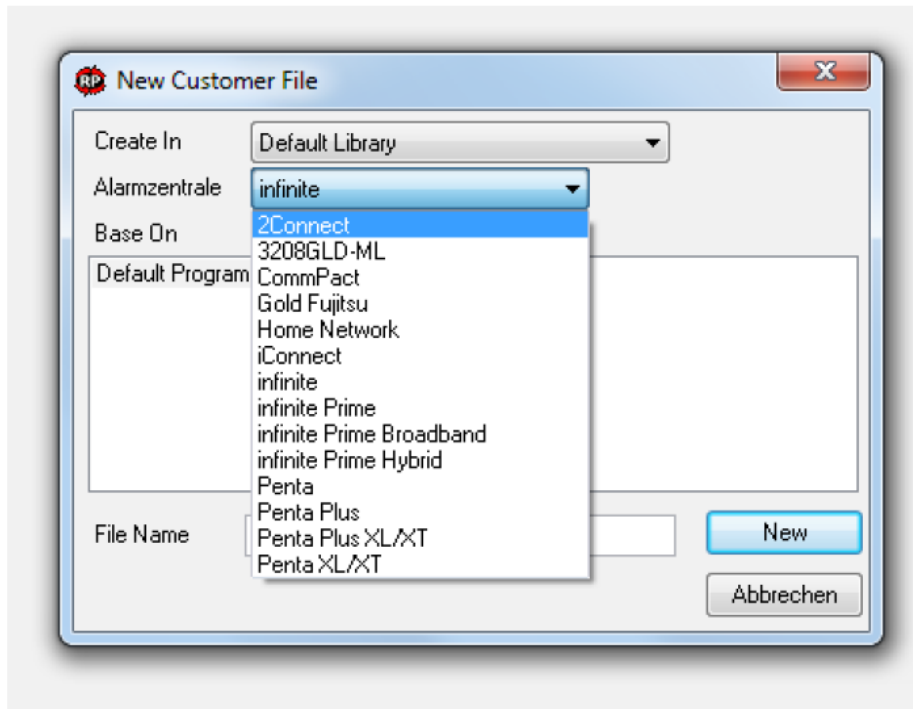 RP New Customer File
Create In Default Library
Alarmzentrale infinite
Base On
2Connect
3208GLD-ML
Default Program
CommPact
Gold Fujitsu
Home Network
iConnect
infinite
infinite Prime
infinite Prime Broadband
infinite Prime Hybrid
Penta
Penta Plus
Penta Plus XL/XT
Penta XL/XT
File Name
New
Abbrechen